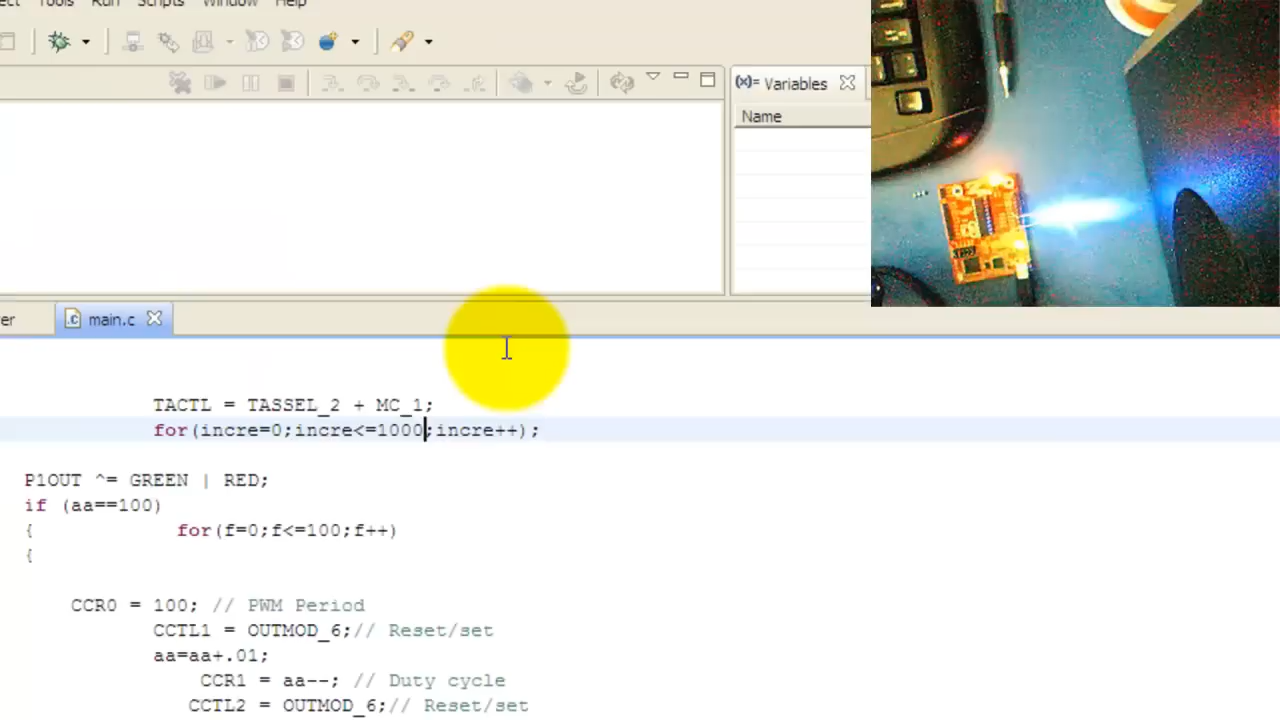 Tools Run Scripts Window Help
(x)= Variables
Name
main.c
TACTL = TASSEL_2 + MC_1;
for(incre=0;incre<=1000;incre++);
P1OUT ^= GREEN | RED;
if (aa==100)
{ for(f=0;f<=100;f++)
{
CCR0 = 100; // PWM Period
CCTL1 = OUTMOD_6;// Reset/set
aa=aa+.01;
CCR1 = aa--; // Duty cycle
CCTL2 = OUTMOD_6;// Reset/set